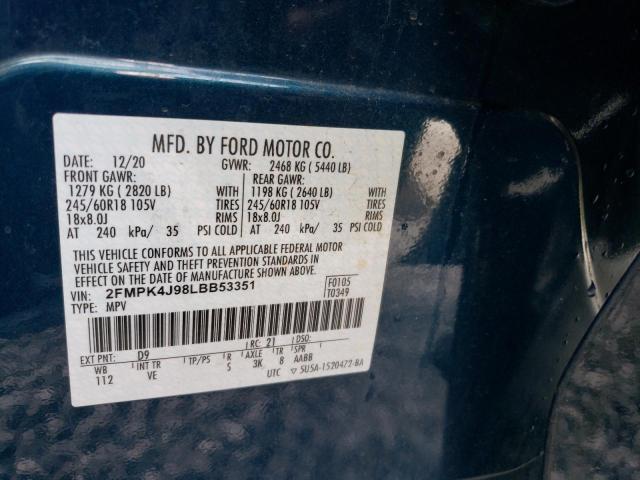 MFD. BY FORD MOTOR CO.
DATE: 12/20 GVWR: 2468 KG ( 5440 LB)
FRONT GAWR: REAR GAWR:
1279 KG ( 2820 LB) WITH 1198 KG ( 2640 LB) WITH
245/60R18 105V TIRES 245/60R18 105V TIRES
18x8.0J RIMS 18x8.0J RIMS
AT 240 kPa/ 35 PSI COLD AT 240 kPa/ 35 PSI COLD
THIS VEHICLE CONFORMS TO ALL APPLICABLE FEDERAL MOTOR
VEHICLE SAFETY AND THEFT PREVENTION STANDARDS IN
EFFECT ON THE DATE OF MANUFACTURE SHOWN ABOVE.
VIN: 2FMPK4J98LBB53351 F0105
TYPE: MPV T0349
EXT PNT: D9 RC: 21 DSO:
WB INT TR TP/PS R AXLE TR SPR
112 VE S 3K 8 AABB
UTC ▽ 5U5A-1520472-BA